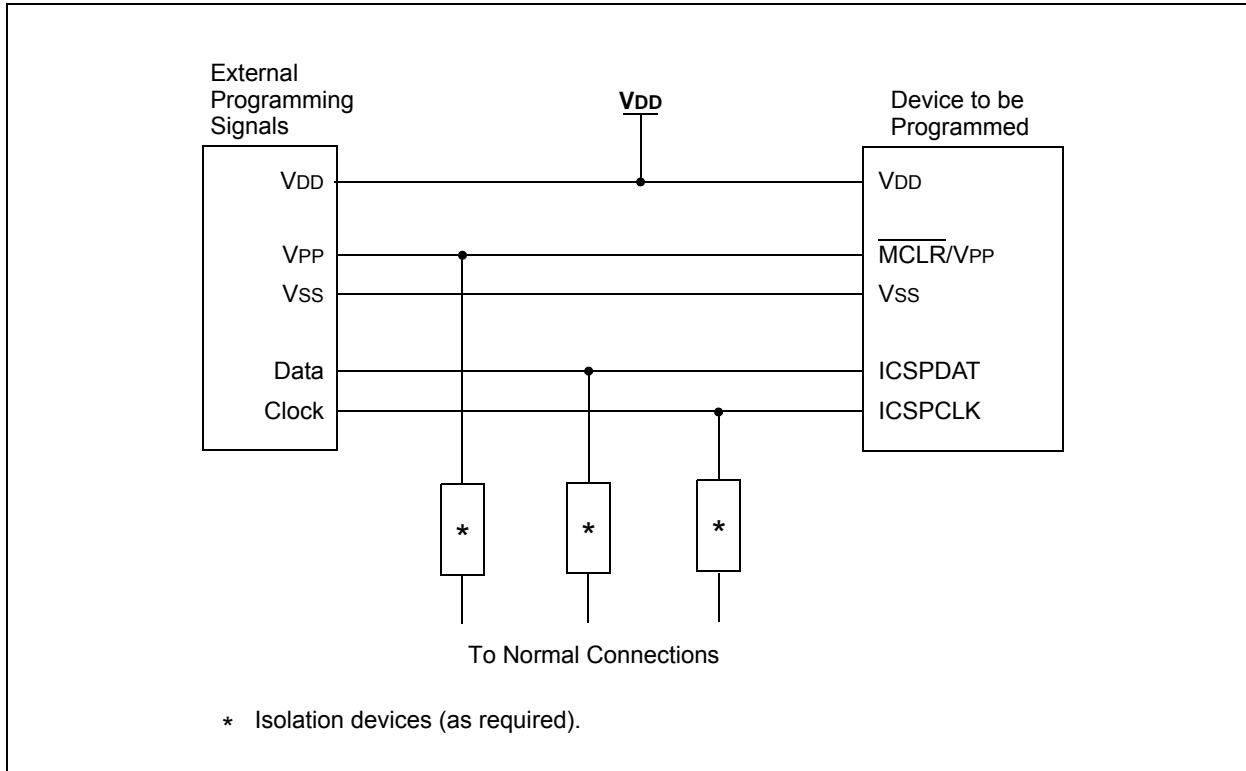 External
Programming
Signals
VDD
Device to be
Programmed
VDD
VDD
VPP
MCLR/VPP
VSS
VSS
Data
ICSPDAT
Clock
ICSPCLK
* * *
To Normal Connections
* Isolation devices (as required).